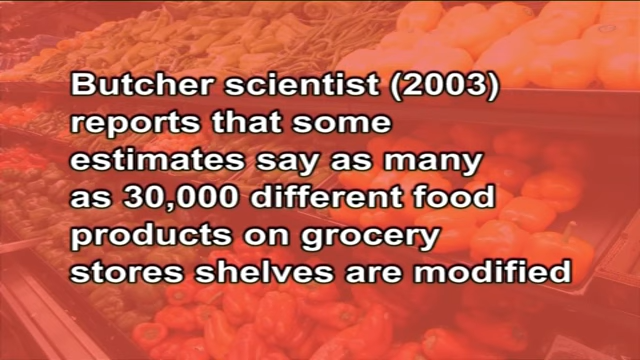 Butcher scientist (2003)
reports that some
estimates say as many
as 30,000 different food
products on grocery
stores shelves are modified